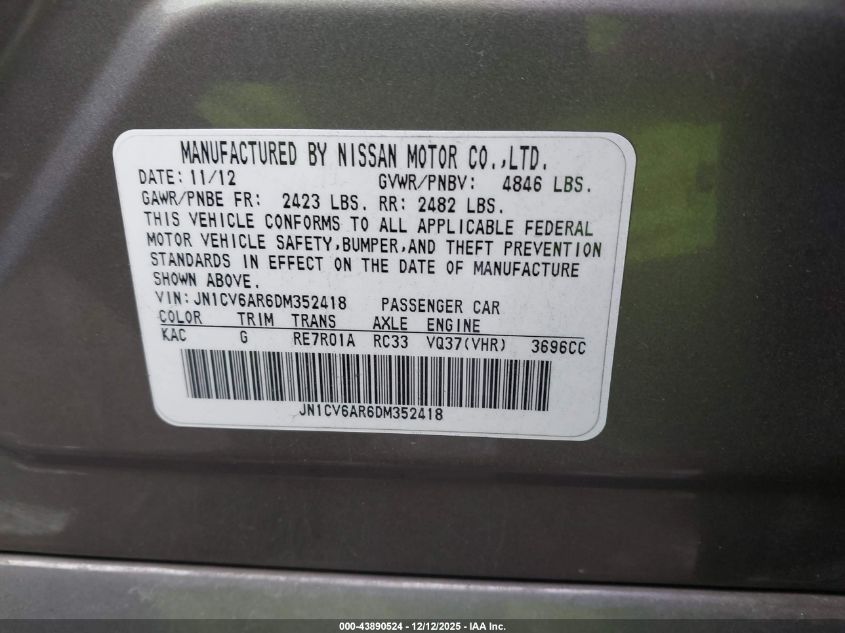 MANUFACTURED BY NISSAN MOTOR CO.,LTD.
DATE: 11/12 GVWR/PNBV: 4846 LBS.
GAWR/PNBE FR: 2423 LBS. RR: 2482 LBS.
THIS VEHICLE CONFORMS TO ALL APPLICABLE FEDERAL
MOTOR VEHICLE SAFETY,BUMPER,AND THEFT PREVENTION
STANDARDS IN EFFECT ON THE DATE OF MANUFACTURE
SHOWN ABOVE.
VIN: JN1CV6AR6DM352418 PASSENGER CAR
COLOR TRIM TRANS AXLE ENGINE
KAC G RE7R01A RC33 VQ37(VHR) 3696CC
JN1CV6AR6DM352418
000-43890524 - 12/12/2025 - IAA Inc.